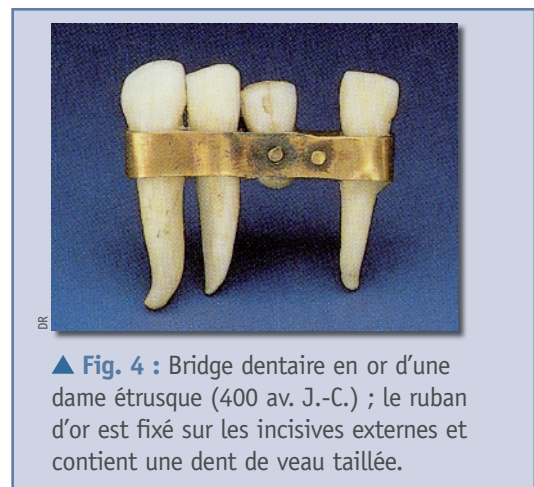 DR
▲ Fig. 4 : Bridge dentaire en or d’une
dame étrusque (400 av. J.-C.) ; le ruban
d’or est fixé sur les incisives externes et
contient une dent de veau taillée.